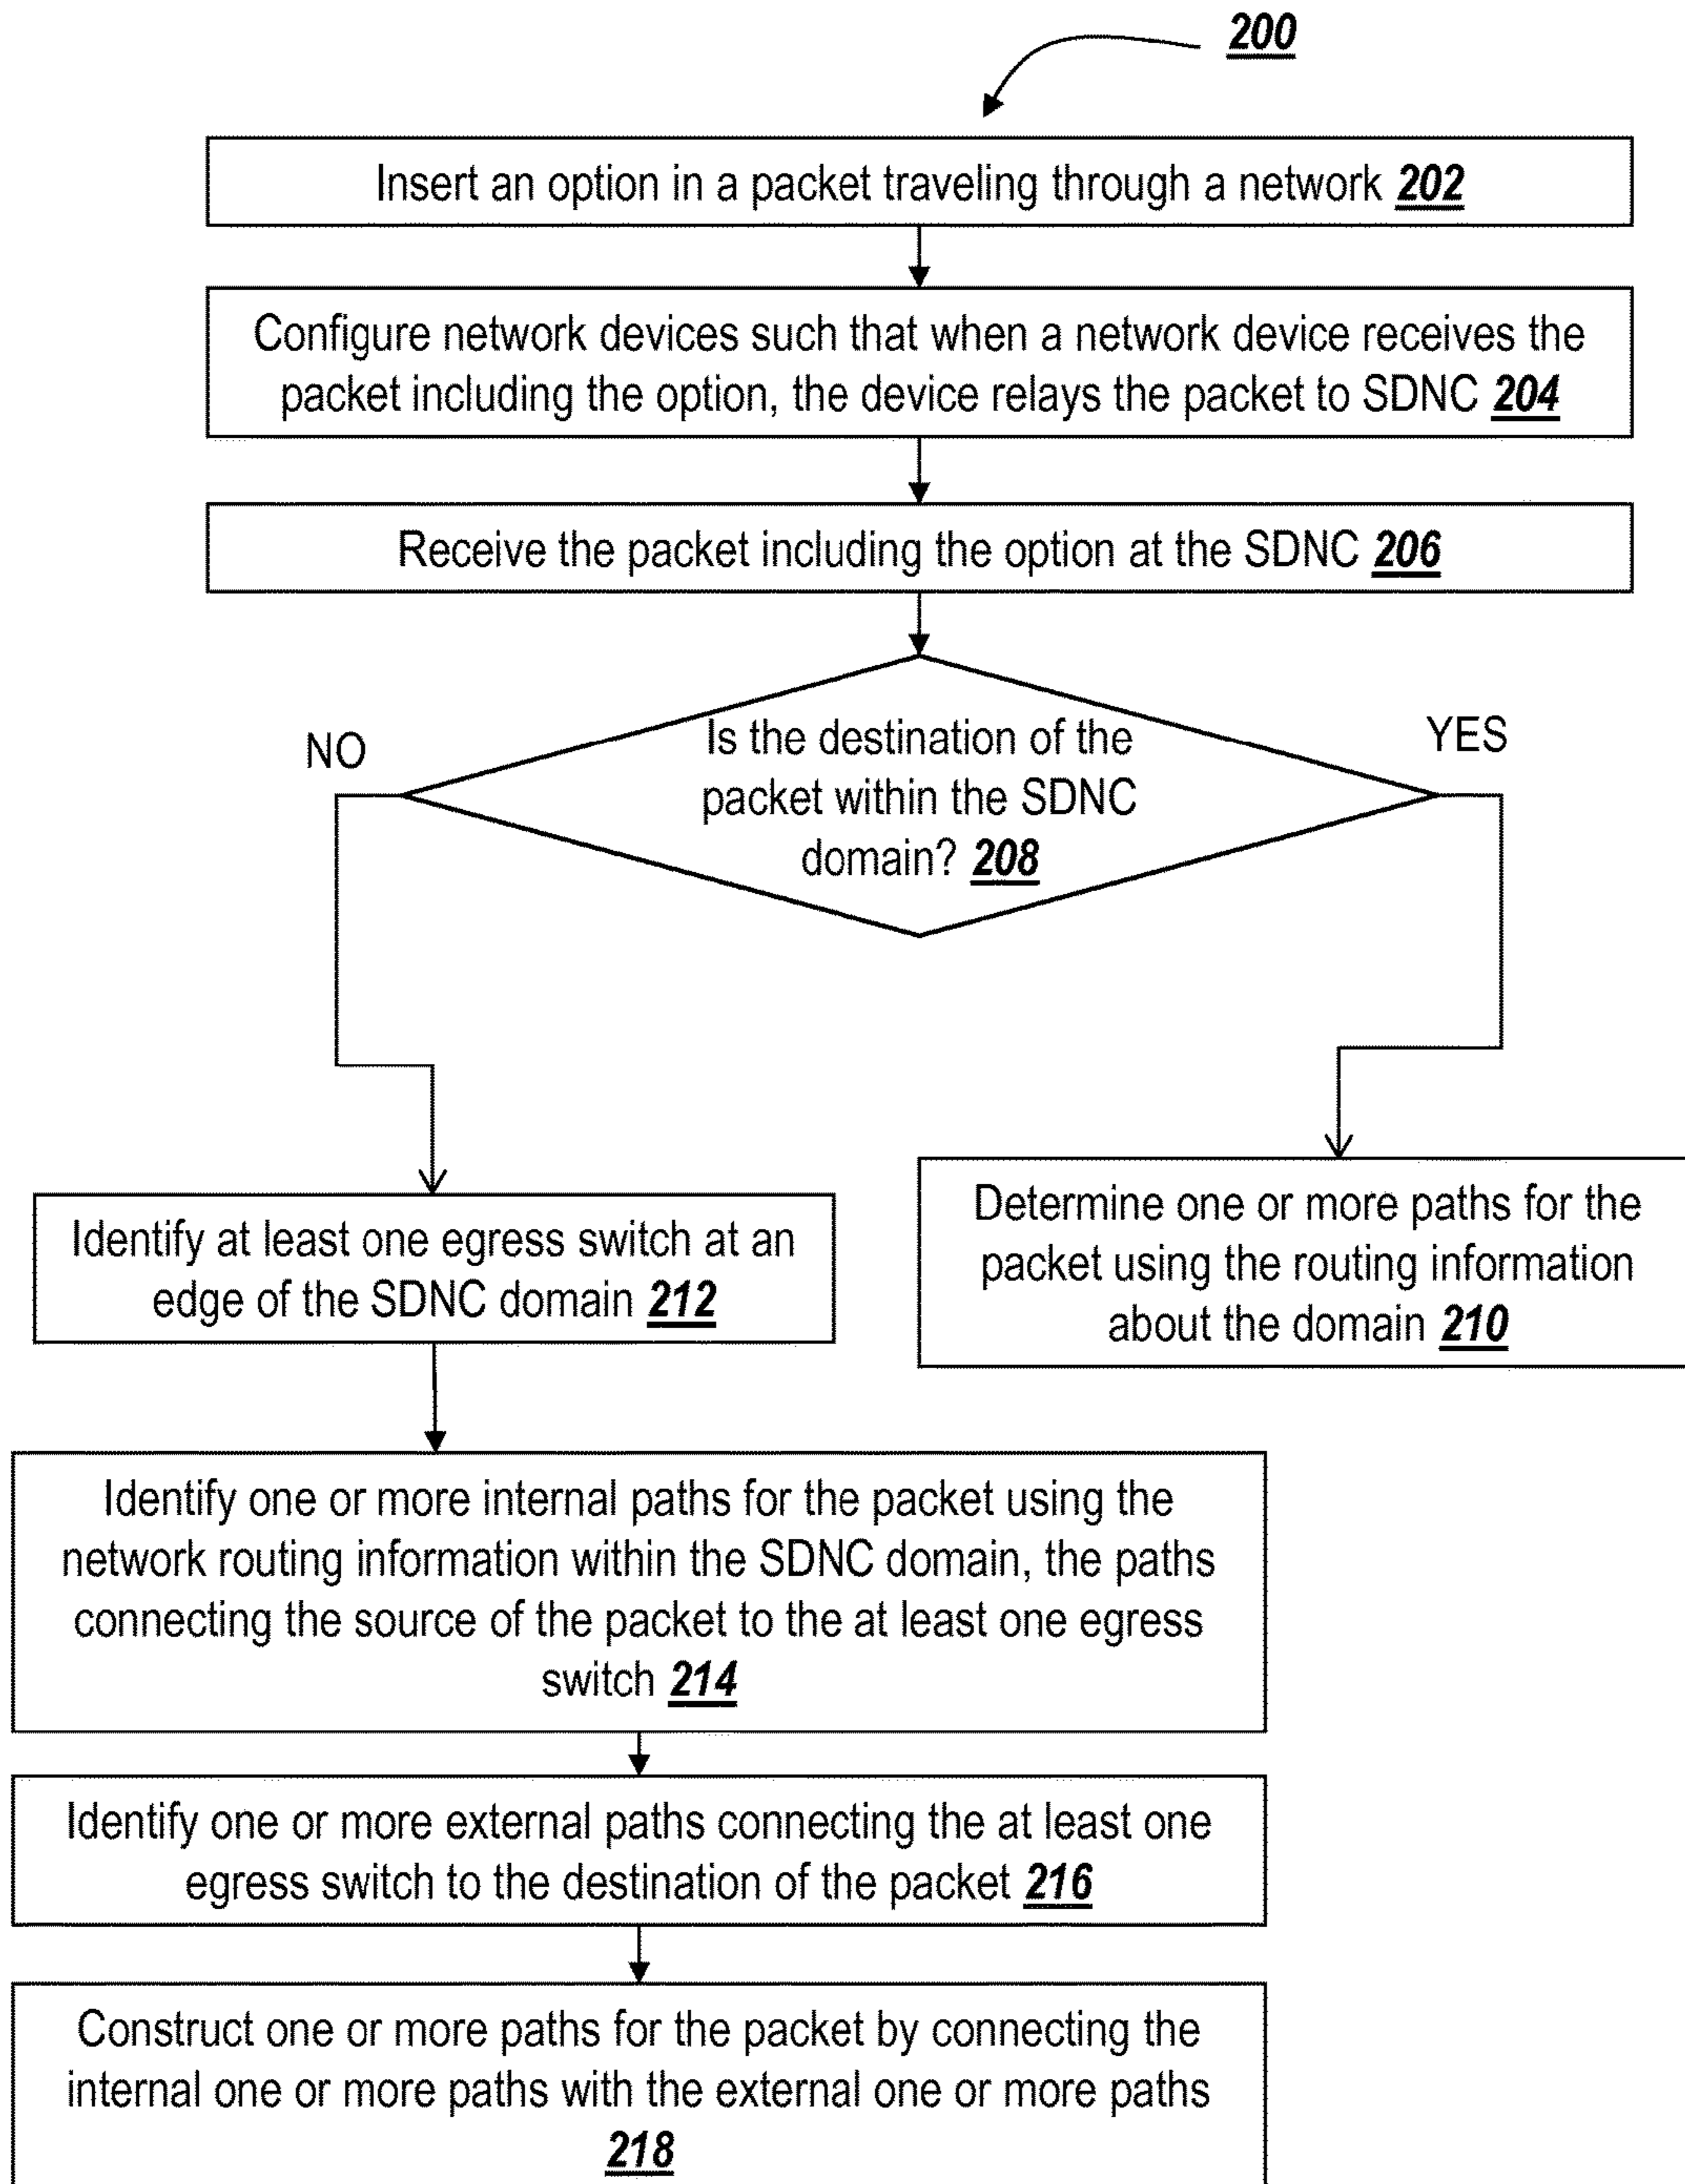 200
Insert an option in a packet traveling through a network 202
Configure network devices such that when a network device receives the
packet including the option, the device relays the packet to SDNC 204
Receive the packet including the option at the SDNC 206
NO
YES
Is the destination of the
packet within the SDNC
domain? 208
Identify at least one egress switch at an
edge of the SDNC domain 212
Determine one or more paths for the
packet using the routing information
about the domain 210
Identify one or more internal paths for the packet using the
network routing information within the SDNC domain, the paths
connecting the source of the packet to the at least one egress
switch 214
Identify one or more external paths connecting the at least one
egress switch to the destination of the packet 216
Construct one or more paths for the packet by connecting the
internal one or more paths with the external one or more paths
218